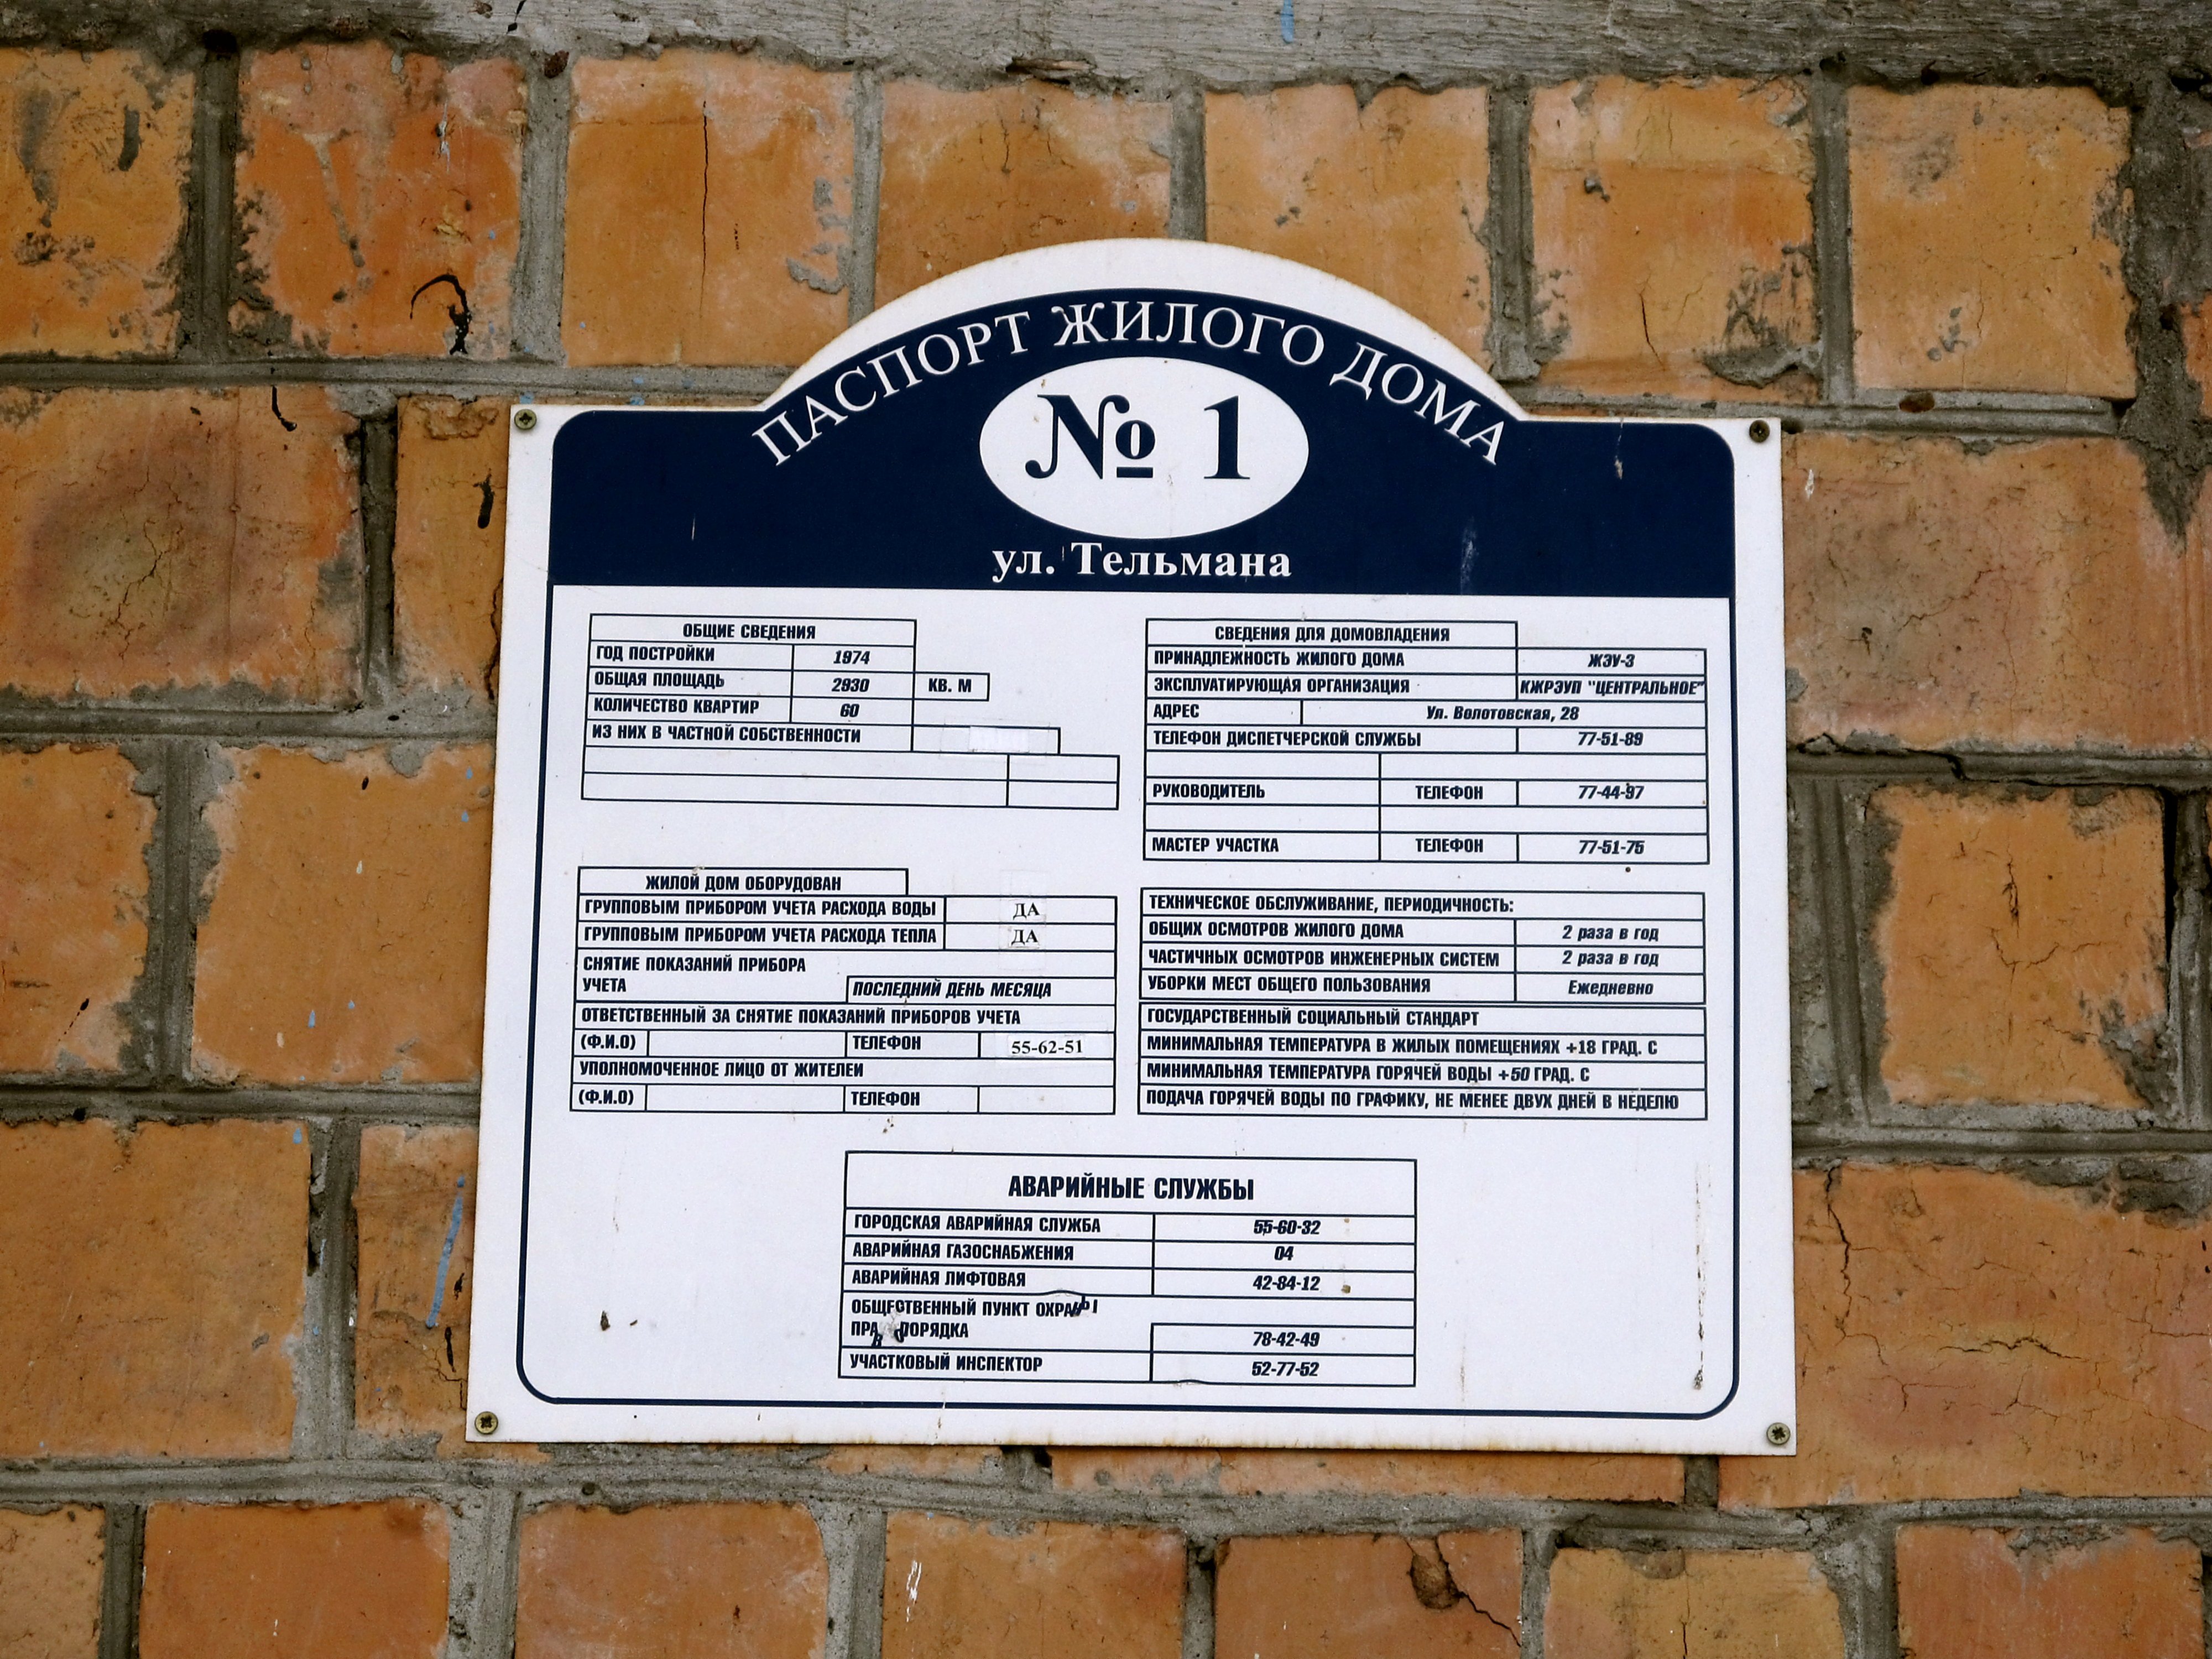 ПАСПОРТ ЖИЛОГО ДОМА
№ 1
ул. Тельмана
ОБЩИЕ СВЕДЕНИЯ
ГОД ПОСТРОЙКИ 1974
ОБЩАЯ ПЛОЩАДЬ 2930 КВ. М
КОЛИЧЕСТВО КВАРТИР 60
ИЗ НИХ В ЧАСТНОЙ СОБСТВЕННОСТИ
СВЕДЕНИЯ ДЛЯ ДОМОВЛАДЕНИЯ
ПРИНАДЛЕЖНОСТЬ ЖИЛОГО ДОМА ЖЭУ-3
ЭКСПЛУАТИРУЮЩАЯ ОРГАНИЗАЦИЯ КЖРЭУП "ЦЕНТРАЛЬНОЕ"
АДРЕС Ул. Волотовская, 28
ТЕЛЕФОН ДИСПЕТЧЕРСКОЙ СЛУЖБЫ 77-51-89
РУКОВОДИТЕЛЬ ТЕЛЕФОН 77-44-97
МАСТЕР УЧАСТКА ТЕЛЕФОН 77-51-75
ЖИЛОЙ ДОМ ОБОРУДОВАН
ГРУППОВЫМ ПРИБОРОМ УЧЕТА РАСХОДА ВОДЫ ДА
ГРУППОВЫМ ПРИБОРОМ УЧЕТА РАСХОДА ТЕПЛА ДА
СНЯТИЕ ПОКАЗАНИЙ ПРИБОРА
УЧЕТА ПОСЛЕДНИЙ ДЕНЬ МЕСЯЦА
ОТВЕТСТВЕННЫЙ ЗА СНЯТИЕ ПОКАЗАНИЙ ПРИБОРОВ УЧЕТА
(Ф.И.О) ТЕЛЕФОН 55-62-51
УПОЛНОМОЧЕННОЕ ЛИЦО ОТ ЖИТЕЛЕЙ
(Ф.И.О) ТЕЛЕФОН
ТЕХНИЧЕСКОЕ ОБСЛУЖИВАНИЕ, ПЕРИОДИЧНОСТЬ:
ОБЩИХ ОСМОТРОВ ЖИЛОГО ДОМА 2 раза в год
ЧАСТИЧНЫХ ОСМОТРОВ ИНЖЕНЕРНЫХ СИСТЕМ 2 раза в год
УБОРКИ МЕСТ ОБЩЕГО ПОЛЬЗОВАНИЯ Ежедневно
ГОСУДАРСТВЕННЫЙ СОЦИАЛЬНЫЙ СТАНДАРТ
МИНИМАЛЬНАЯ ТЕМПЕРАТУРА В ЖИЛЫХ ПОМЕЩЕНИЯХ +18 ГРАД. С
МИНИМАЛЬНАЯ ТЕМПЕРАТУРА ГОРЯЧЕЙ ВОДЫ +50 ГРАД. С
ПОДАЧА ГОРЯЧЕЙ ВОДЫ ПО ГРАФИКУ, НЕ МЕНЕЕ ДВУХ ДНЕЙ В НЕДЕЛЮ
АВАРИЙНЫЕ СЛУЖБЫ
ГОРОДСКАЯ АВАРИЙНАЯ СЛУЖБА 55-60-32
АВАРИЙНАЯ ГАЗОСНАБЖЕНИЯ 04
АВАРИЙНАЯ ЛИФТОВАЯ 42-84-12
ОБЩЕСТВЕННЫЙ ПУНКТ ОХРАНЫ
ПРАВОПОРЯДКА 78-42-49
УЧАСТКОВЫЙ ИНСПЕКТОР 52-77-52